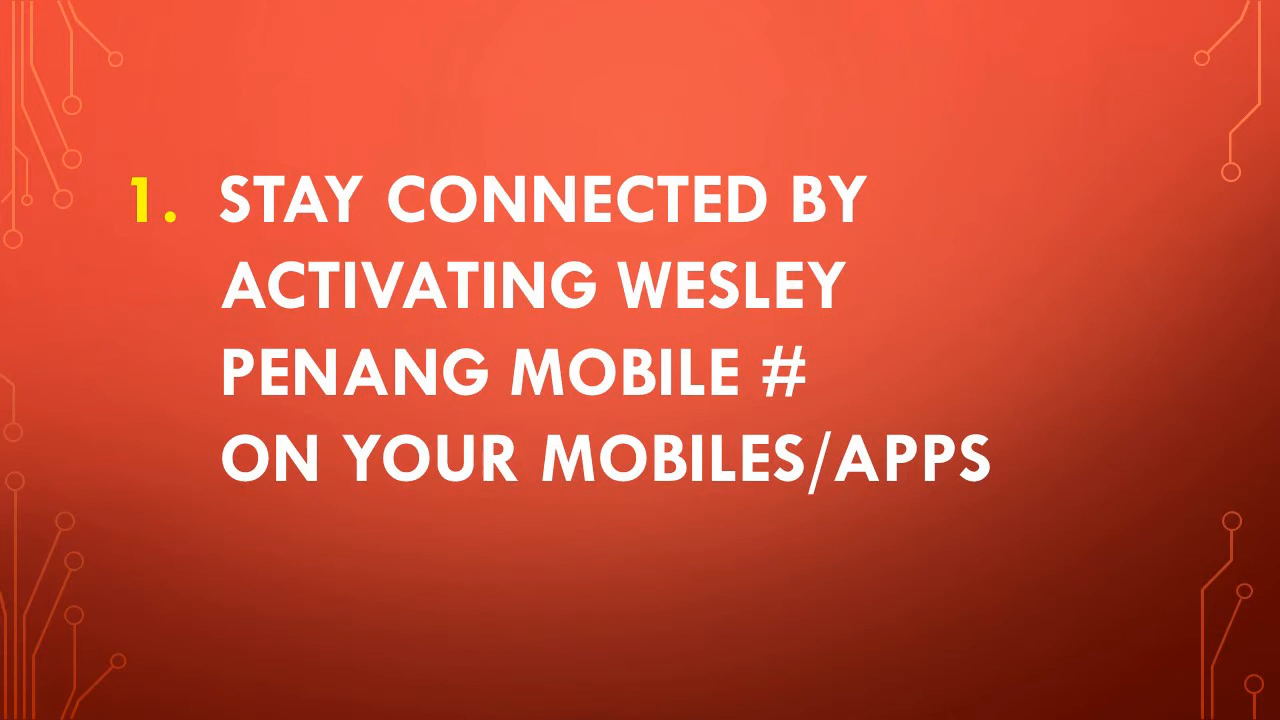 1. STAY CONNECTED BY
ACTIVATING WESLEY
PENANG MOBILE #
ON YOUR MOBILES/APPS